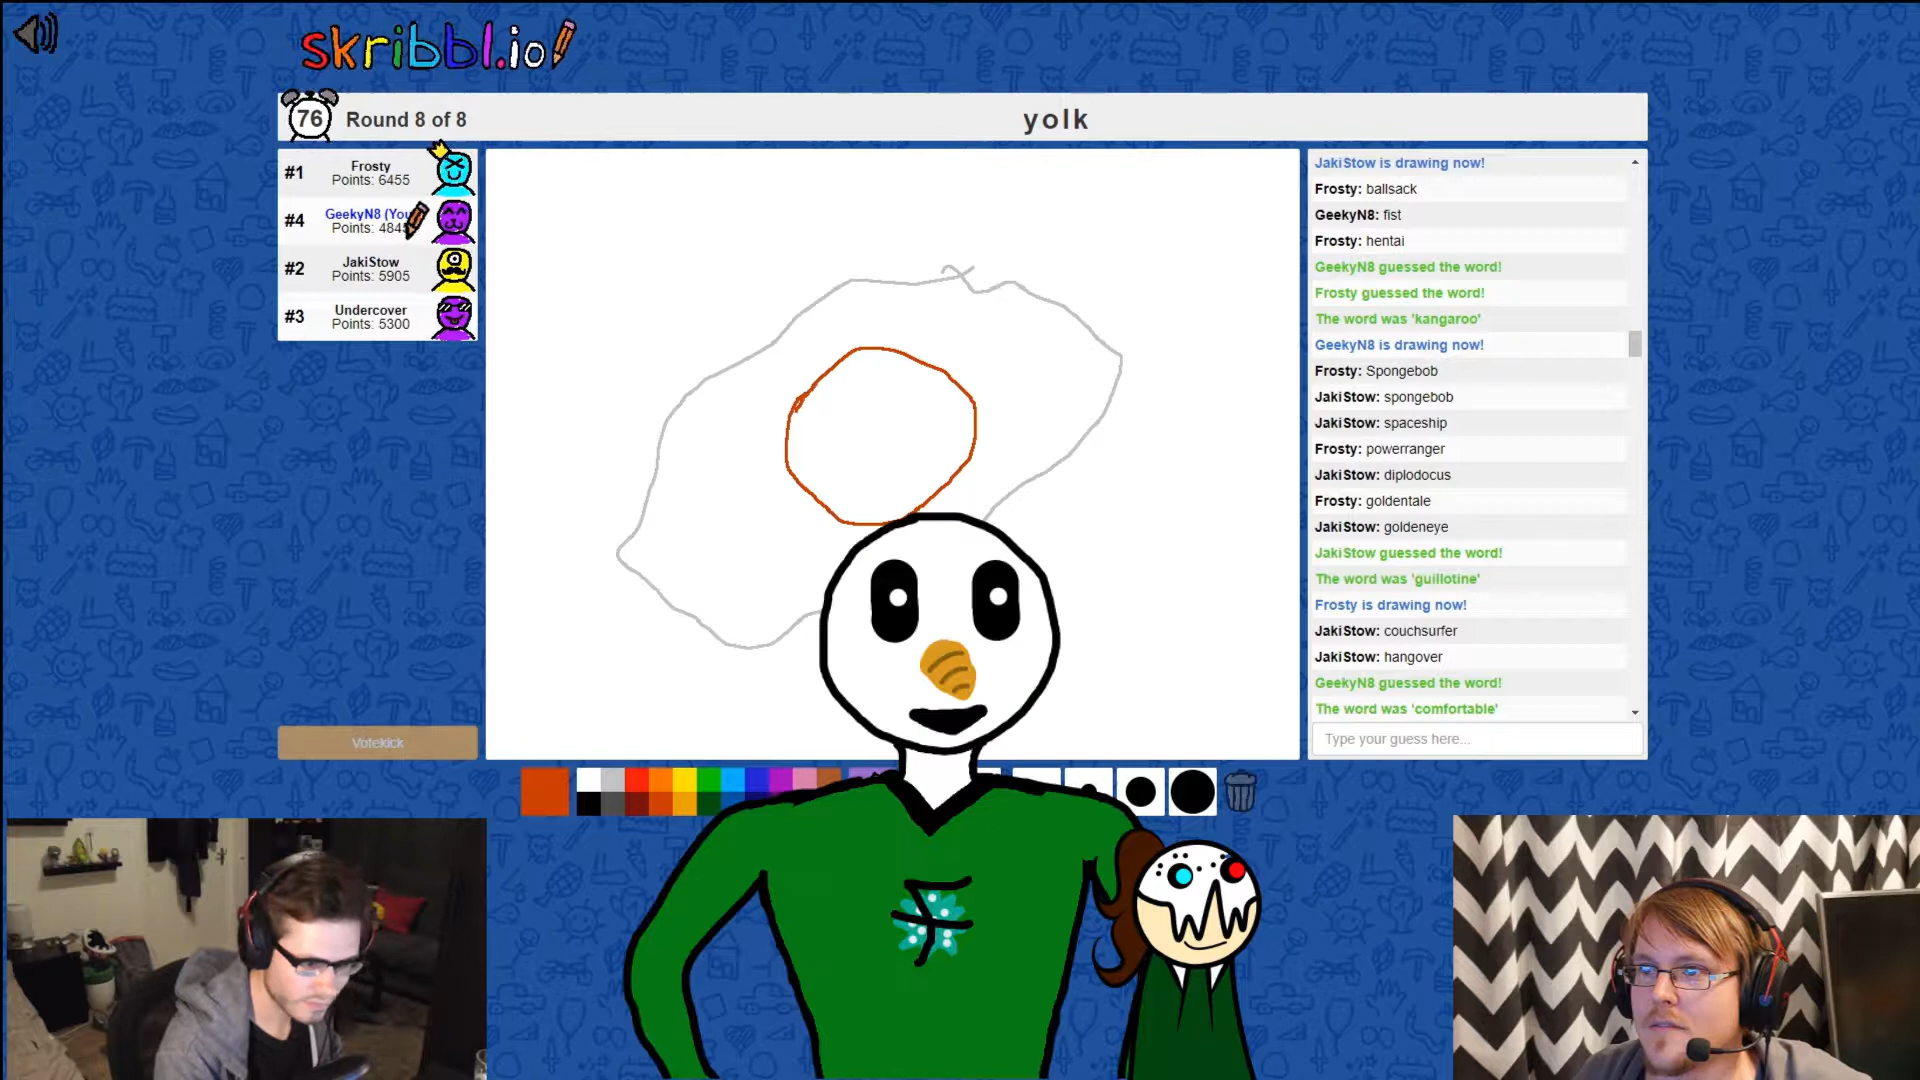 skribbl.io
76
Round 8 of 8
yolk
#1
Frosty
Points: 6455
#4
GeekyN8 (You
Points: 4845
#2
JakiStow
Points: 5905
#3
Undercover
Points: 5300
Votekick
JakiStow is drawing now!
Frosty: ballsack
GeekyN8: fist
Frosty: hentai
GeekyN8 guessed the word!
Frosty guessed the word!
The word was 'kangaroo'
GeekyN8 is drawing now!
Frosty: Spongebob
JakiStow: spongebob
JakiStow: spaceship
Frosty: powerranger
JakiStow: diplodocus
Frosty: goldentale
JakiStow: goldeneye
JakiStow guessed the word!
The word was 'guillotine'
Frosty is drawing now!
JakiStow: couchsurfer
JakiStow: hangover
GeekyN8 guessed the word!
The word was 'comfortable'
Type your guess here...